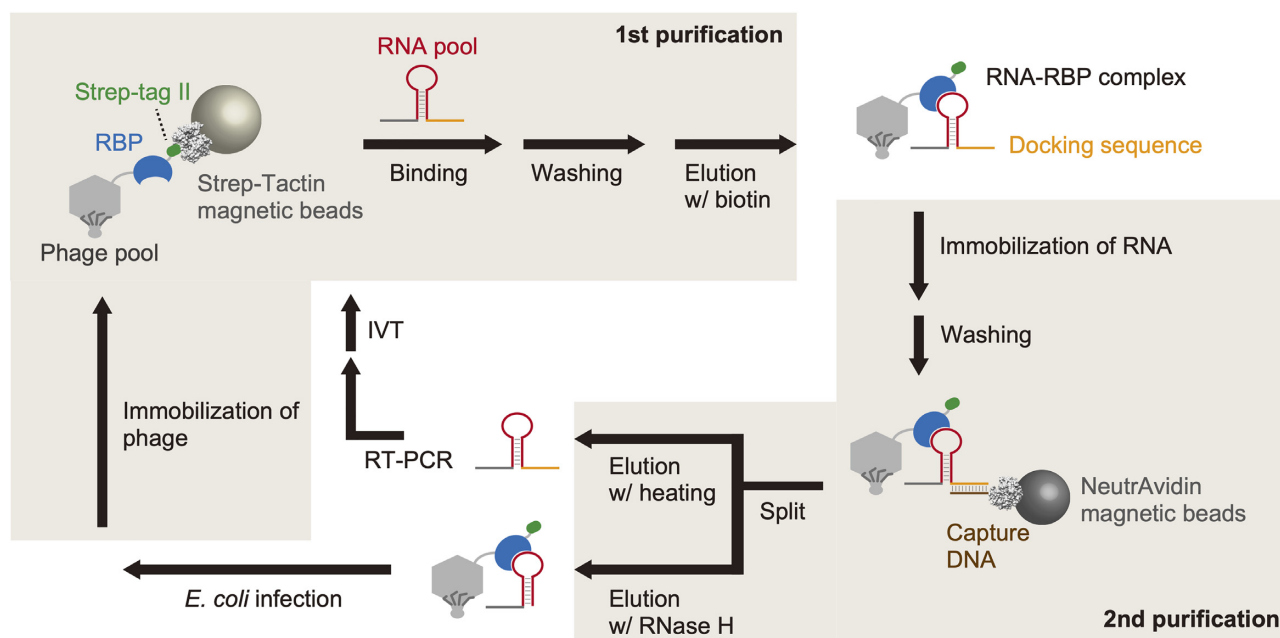 1st purification
RNA pool
Strep-tag II
RBP
Strep-Tactin
magnetic beads
Phage pool
Binding
Washing
Elution
w/ biotin
RNA-RBP complex
Docking sequence
Immobilization of RNA
Washing
NeutrAvidin
magnetic beads
Capture
DNA
2nd purification
Split
Elution
w/ heating
Elution
w/ RNase H
RT-PCR
IVT
E. coli infection
Immobilization of
phage